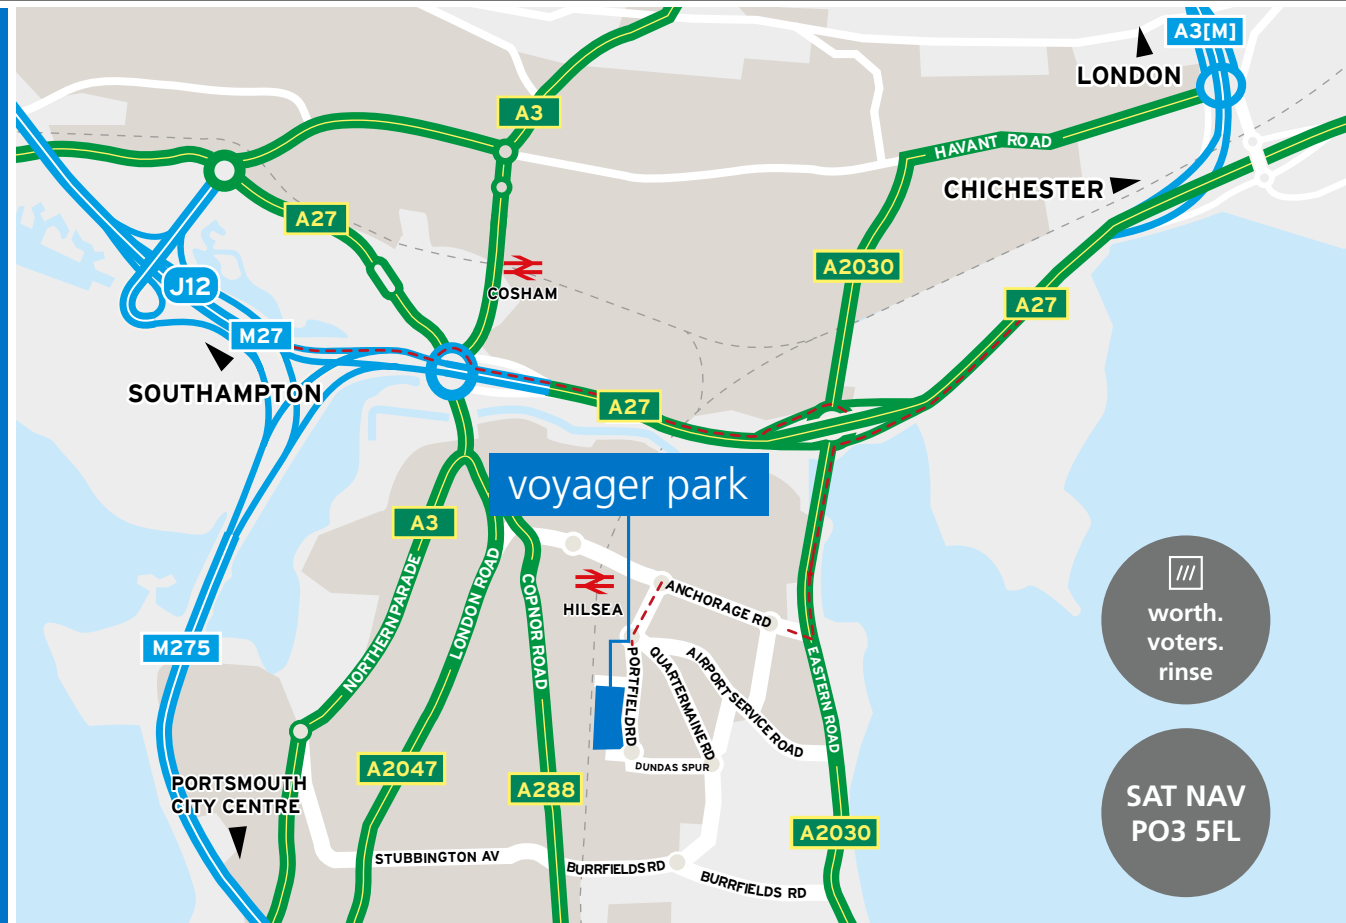 A3[M]
LONDON
A3
HAVANT ROAD
CHICHESTER
A27
A2030
COSHAM
J12
A27
M27
SOUTHAMPTON
A27
voyager park
A3
NORTHERN PARADE
LONDON ROAD
COPNOR ROAD
HILSEA
ANCHORAGE RD
M275
PORTFIELD RD
QUARTERMAINE RD
AIRPORT SERVICE ROAD
EASTERN ROAD
DUNDAS SPUR
A2047
A288
PORTSMOUTH
CITY CENTRE
A2030
STUBBINGTON AV
BURRFIELDS RD
BURRFIELDS RD
///
worth.
voters.
rinse
SAT NAV
PO3 5FL